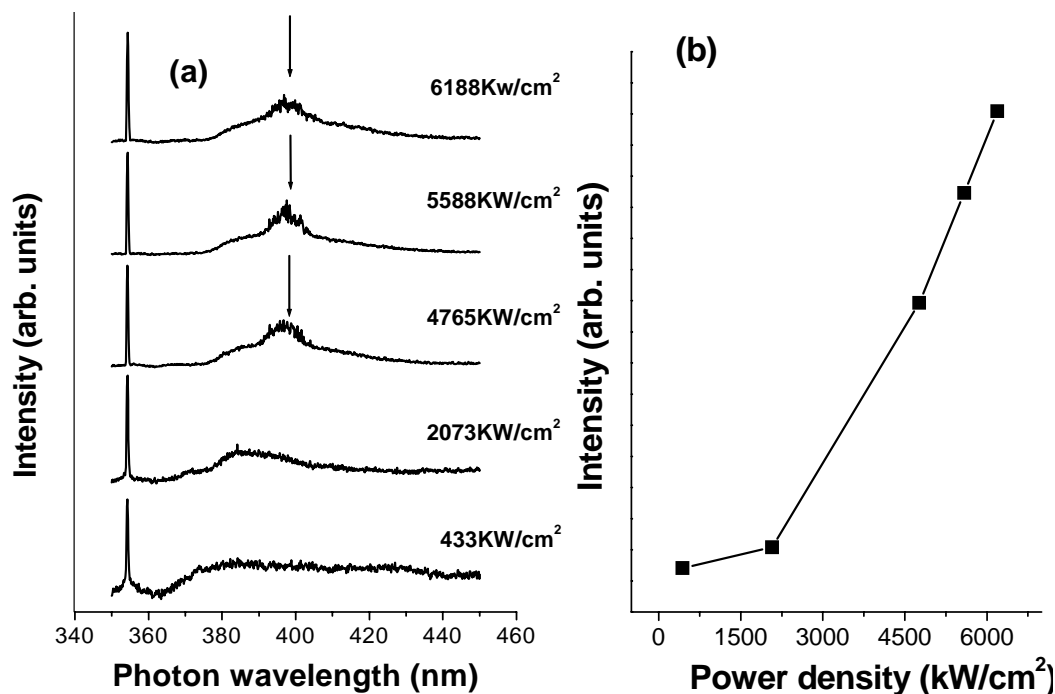 (a)
6188Kw/cm²
5588KW/cm²
4765KW/cm²
2073KW/cm²
433KW/cm²
Intensity (arb. units)
340 360 380 400 420 440 460
Photon wavelength (nm)
(b)
Intensity (arb. units)
0 1500 3000 4500 6000
Power density (kW/cm²)